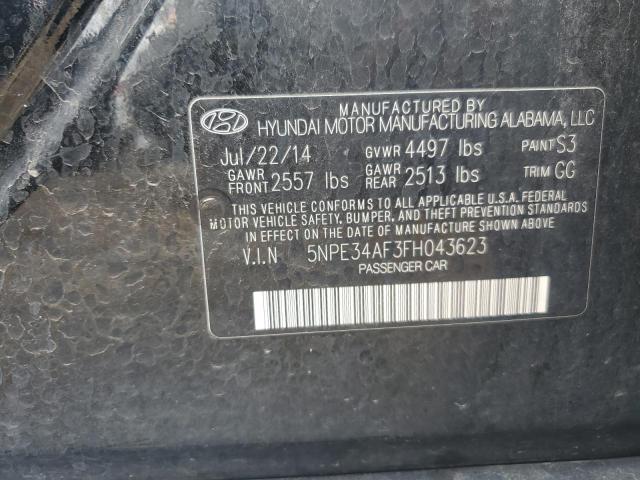 MANUFACTURED BY
HYUNDAI MOTOR MANUFACTURING ALABAMA, LLC
Jul/22/14 GVWR 4497 lbs PAINT S3
GAWR FRONT 2557 lbs GAWR REAR 2513 lbs TRIM GG
THIS VEHICLE CONFORMS TO ALL APPLICABLE U.S.A. FEDERAL
MOTOR VEHICLE SAFETY, BUMPER, AND THEFT PREVENTION STANDARDS
IN EFFECT ON THE DATE OF MANUFACTURE SHOWN ABOVE
V.I.N 5NPE34AF3FH043623
PASSENGER CAR